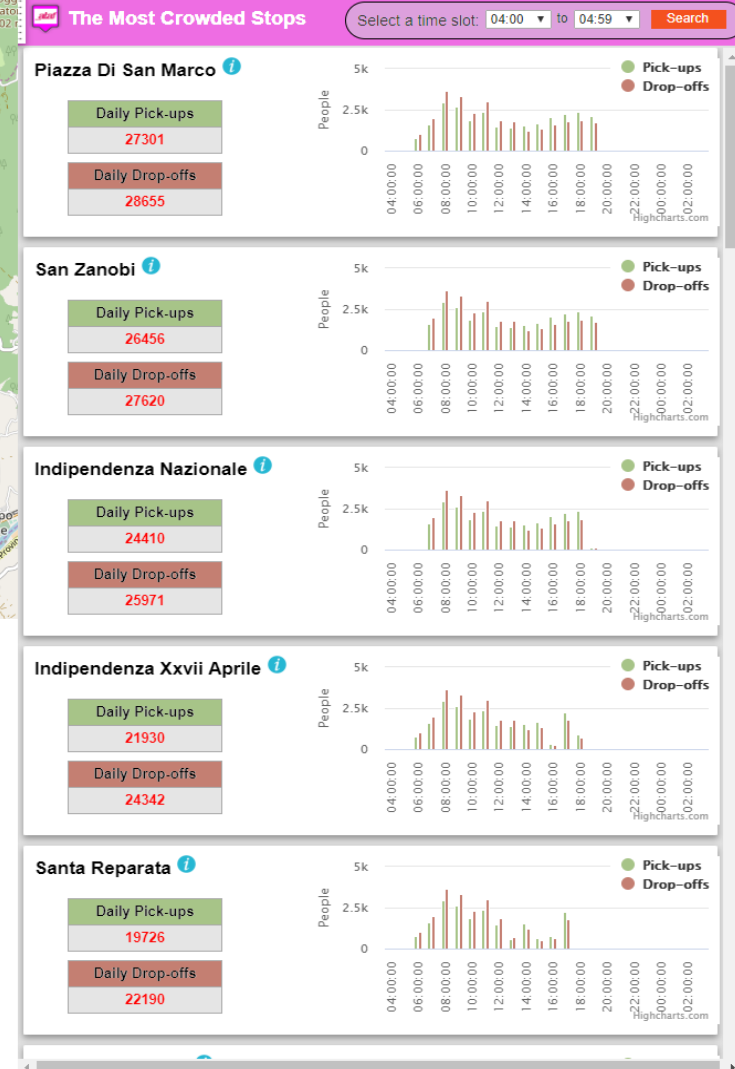 ataf The Most Crowded Stops Select a time slot: 04:00 to 04:59 Search
Piazza Di San Marco i
Daily Pick-ups
27301
Daily Drop-offs
28655
People
5k
2.5k
0
Pick-ups
Drop-offs
04:00:00 06:00:00 08:00:00 10:00:00 12:00:00 14:00:00 16:00:00 18:00:00 20:00:00 22:00:00 00:00:00 02:00:00
Highcharts.com
San Zanobi i
Daily Pick-ups
26456
Daily Drop-offs
27620
People
5k
2.5k
0
Pick-ups
Drop-offs
04:00:00 06:00:00 08:00:00 10:00:00 12:00:00 14:00:00 16:00:00 18:00:00 20:00:00 22:00:00 00:00:00 02:00:00
Highcharts.com
Indipendenza Nazionale i
Daily Pick-ups
24410
Daily Drop-offs
25971
People
5k
2.5k
0
Pick-ups
Drop-offs
04:00:00 06:00:00 08:00:00 10:00:00 12:00:00 14:00:00 16:00:00 18:00:00 20:00:00 22:00:00 00:00:00 02:00:00
Highcharts.com
Indipendenza Xxvii Aprile i
Daily Pick-ups
21930
Daily Drop-offs
24342
People
5k
2.5k
0
Pick-ups
Drop-offs
04:00:00 06:00:00 08:00:00 10:00:00 12:00:00 14:00:00 16:00:00 18:00:00 20:00:00 22:00:00 00:00:00 02:00:00
Highcharts.com
Santa Reparata i
Daily Pick-ups
19726
Daily Drop-offs
22190
People
5k
2.5k
0
Pick-ups
Drop-offs
04:00:00 06:00:00 08:00:00 10:00:00 12:00:00 14:00:00 16:00:00 18:00:00 20:00:00 22:00:00 00:00:00 02:00:00
Highcharts.com